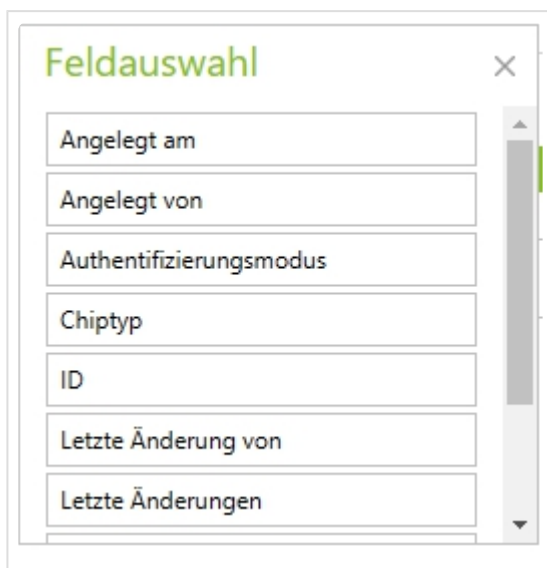 Feldauswahl
Angelegt am
Angelegt von
Authentifizierungsmodus
Chiptyp
ID
Letzte Änderung von
Letzte Änderungen